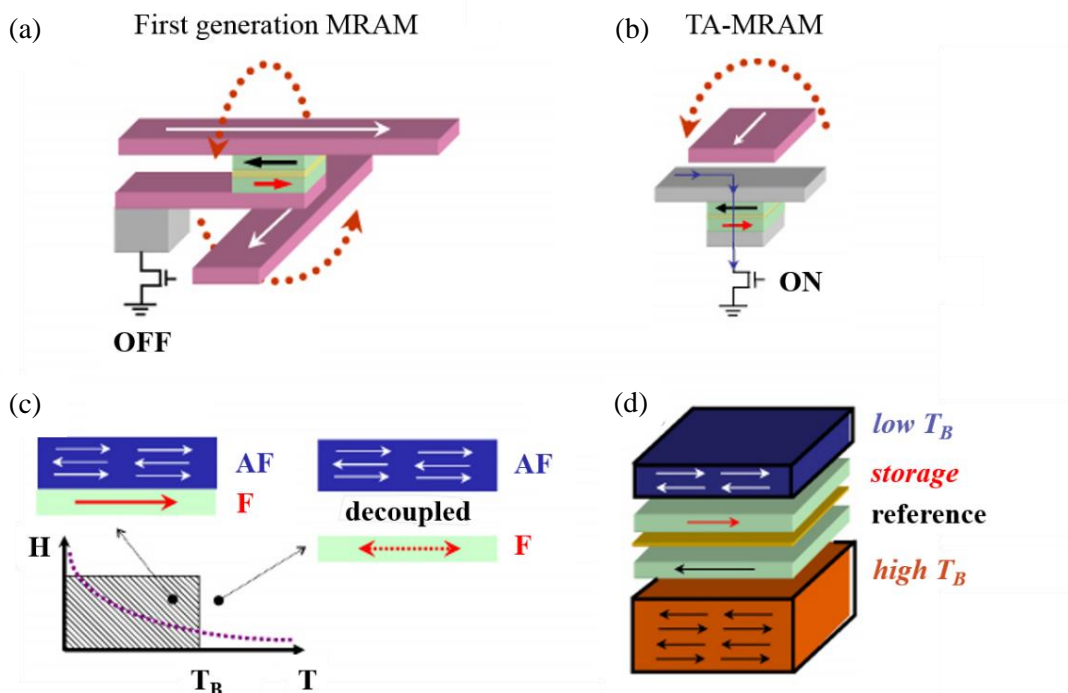 (a) First generation MRAM
OFF
(b) TA-MRAM
ON
(c)
AF
F
AF
decoupled
F
H
T_B T
(d)
low T_B
storage
reference
high T_B